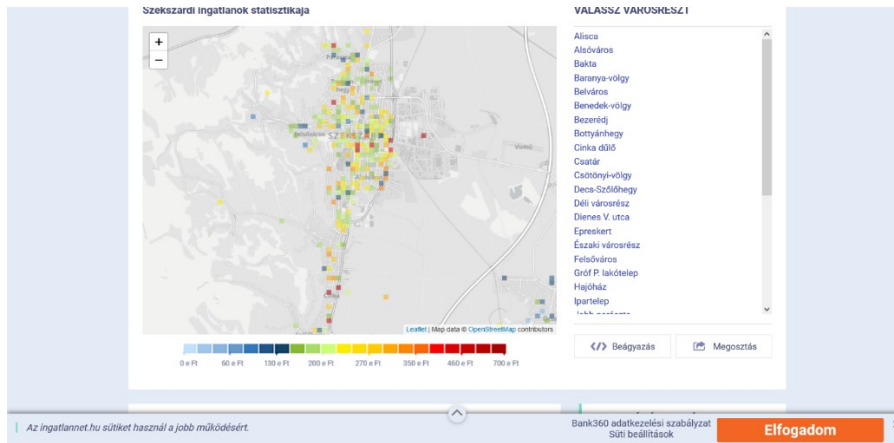 Szekszárdi ingatlanok statisztikája
VÁLASSZ VÁROSRÉSZT
+
−
SZEKSZÁRD
Leaflet | Map data © OpenStreetMap contributors
0 e Ft 60 e Ft 130 e Ft 200 e Ft 270 e Ft 350 e Ft 460 e Ft 700 e Ft
Alisca
Alsóváros
Bakta
Baranya-völgy
Belváros
Benedek-völgy
Bezerédj
Bottyánhegy
Cinka dűlő
Csatár
Csötönyi-völgy
Decs-Szőlőhegy
Déli városrész
Dienes V. utca
Epreskert
Északi városrész
Felsőváros
Gróf P. lakótelep
Hajóház
Ipartelep
Beágyazás
Megosztás
Az ingatlannet.hu sütiket használ a jobb működésért.
Bank360 adatkezelési szabályzat
Süti beállítások
Elfogadom